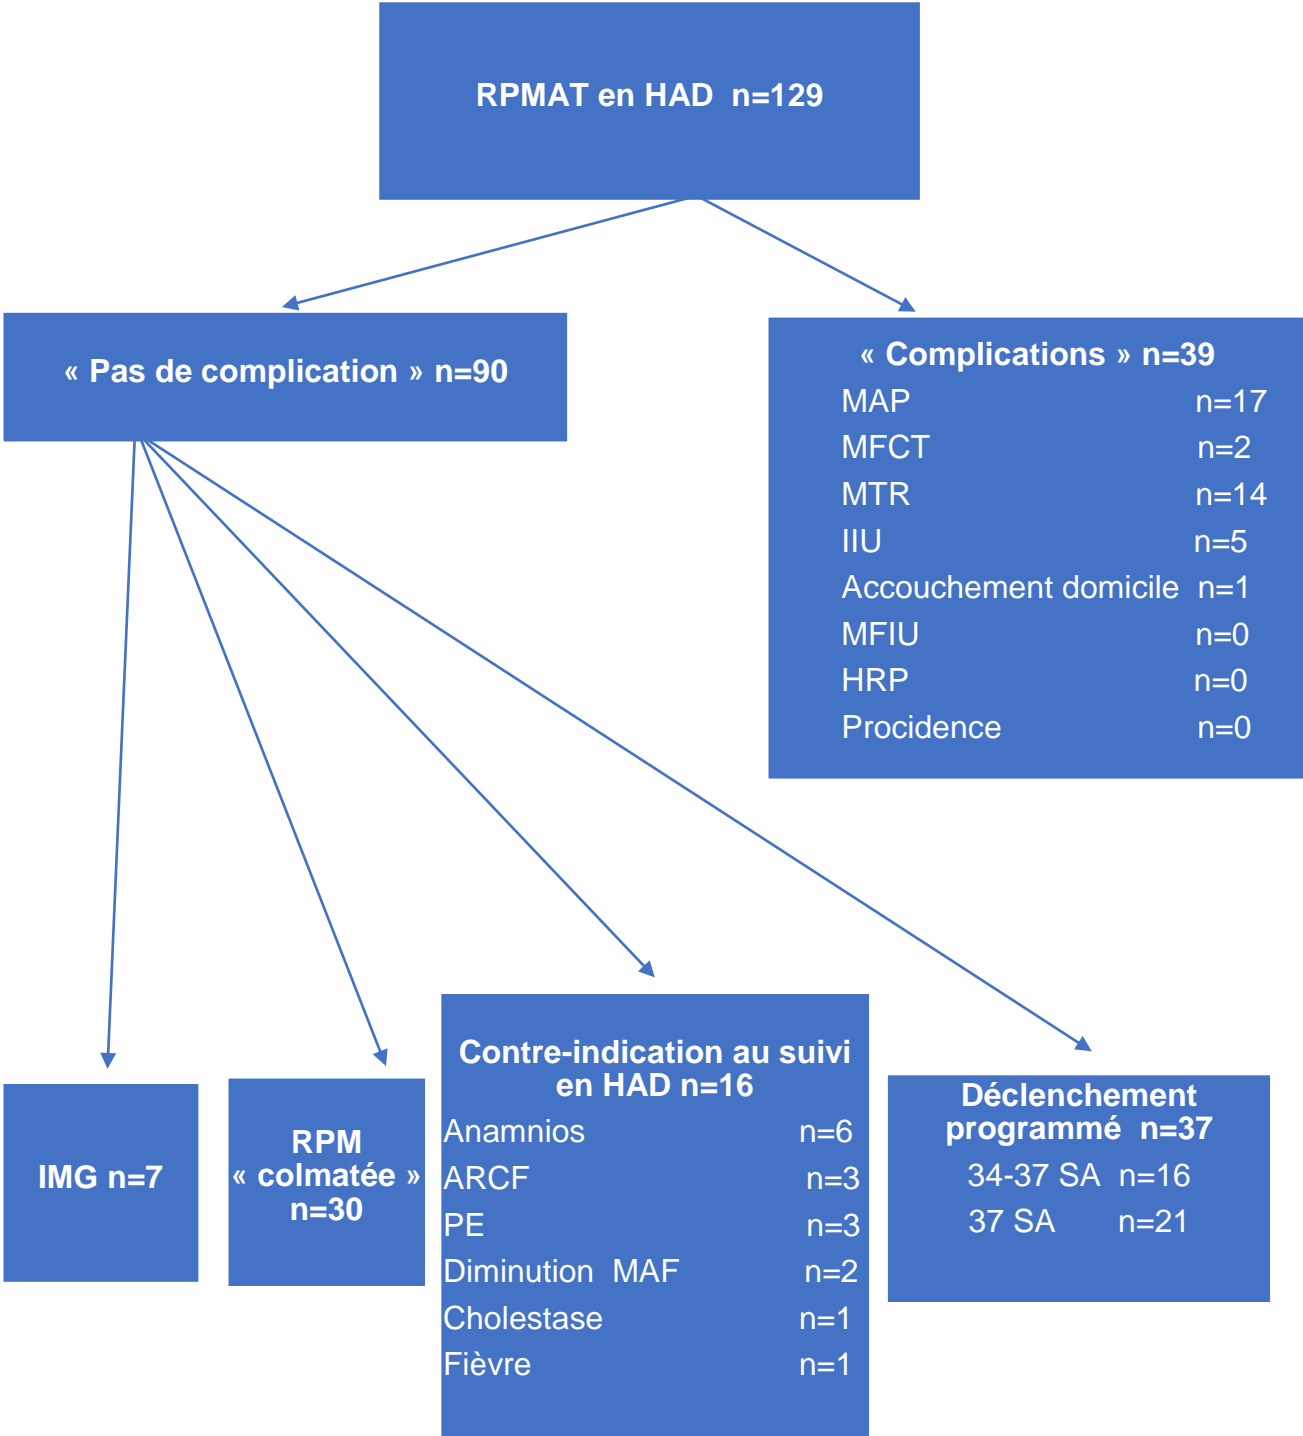 RPMAT en HAD  n=129
« Pas de complication » n=90
« Complications » n=39
MAP n=17
MFCT n=2
MTR n=14
IIU n=5
Accouchement domicile n=1
MFIU n=0
HRP n=0
Procidence n=0
IMG n=7
RPM
« colmatée »
n=30
Contre-indication au suivi
en HAD n=16
Anamnios n=6
ARCF n=3
PE n=3
Diminution MAF n=2
Cholestase n=1
Fièvre n=1
Déclenchement
programmé n=37
34-37 SA n=16
37 SA n=21